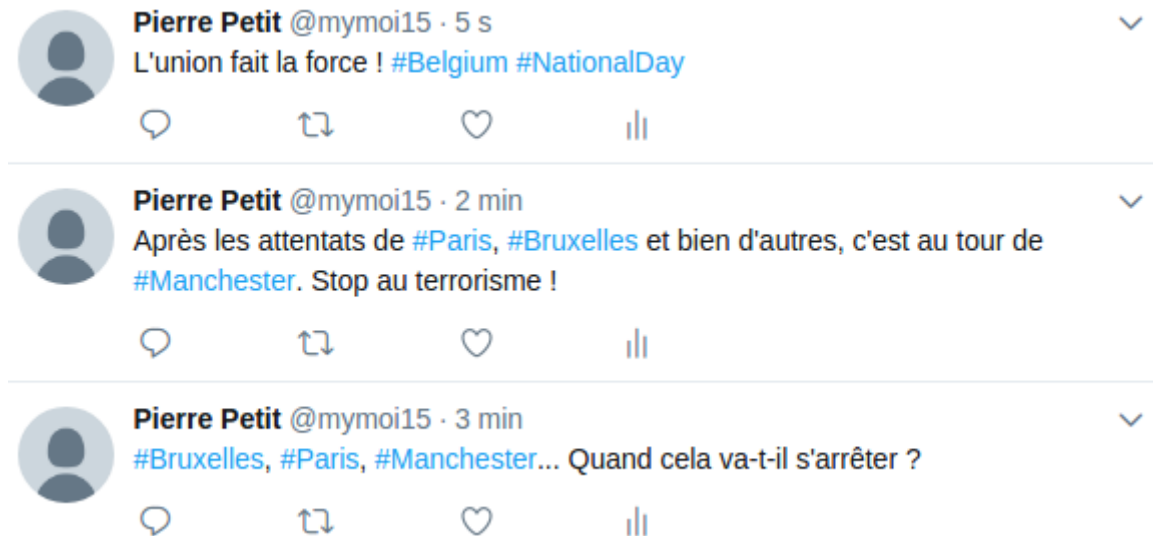 Pierre Petit @mymoi15 · 5 s
L'union fait la force ! #Belgium #NationalDay
Pierre Petit @mymoi15 · 2 min
Après les attentats de #Paris, #Bruxelles et bien d'autres, c'est au tour de
#Manchester. Stop au terrorisme !
Pierre Petit @mymoi15 · 3 min
#Bruxelles, #Paris, #Manchester... Quand cela va-t-il s'arrêter ?